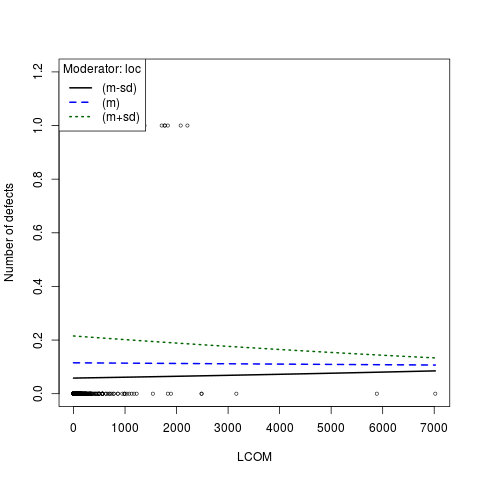 Moderator: loc
(m-sd)
(m)
(m+sd)
Number of defects
1.2
1.0
0.8
0.6
0.4
0.2
0.0
0 1000 2000 3000 4000 5000 6000 7000
LCOM